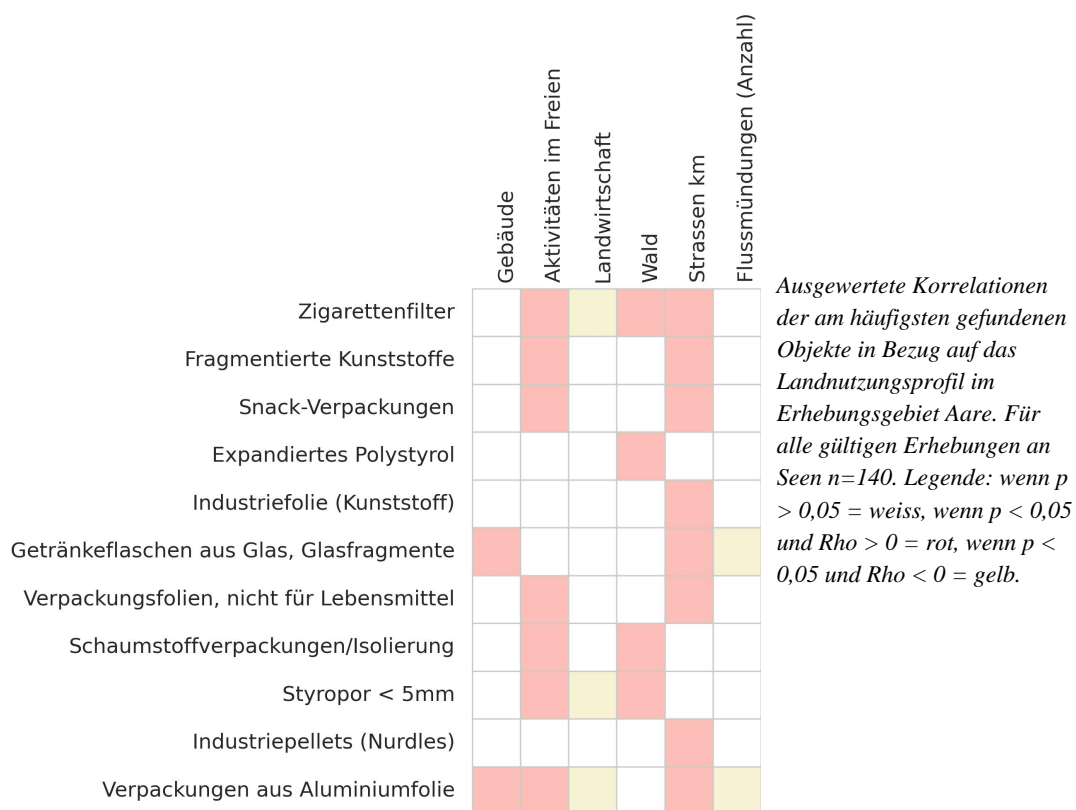 Gebäude
Aktivitäten im Freien
Landwirtschaft
Wald
Strassen km
Flussmündungen (Anzahl)
Zigarettenfilter
Fragmentierte Kunststoffe
Snack-Verpackungen
Expandiertes Polystyrol
Industriefolie (Kunststoff)
Getränkeflaschen aus Glas, Glasfragmente
Verpackungsfolien, nicht für Lebensmittel
Schaumstoffverpackungen/Isolierung
Styropor < 5mm
Industriepellets (Nurdles)
Verpackungen aus Aluminiumfolie
Ausgewertete Korrelationen
der am häufigsten gefundenen
Objekte in Bezug auf das
Landnutzungsprofil im
Erhebungsgebiet Aare. Für
alle gültigen Erhebungen an
Seen n=140. Legende: wenn p
> 0,05 = weiss, wenn p < 0,05
und Rho > 0 = rot, wenn p <
0,05 und Rho < 0 = gelb.